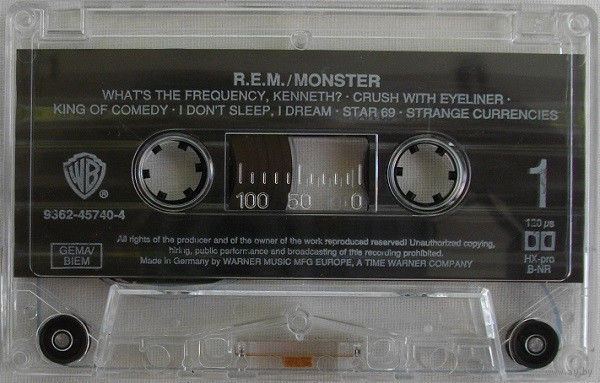 R.E.M./MONSTER
WHAT'S THE FREQUENCY, KENNETH? · CRUSH WITH EYELINER ·
KING OF COMEDY · I DON'T SLEEP, I DREAM · STAR 69 · STRANGE CURRENCIES
WB
®
9362-45740-4
100 50 0
1
120 µs
HX-pro
B-NR
GEMA/
BIEM
All rights of the producer and of the owner of the work reproduced reserved! Unauthorized copying,
hiring, public performance and broadcasting of this recording prohibited.
Made in Germany by WARNER MUSIC MFG EUROPE, A TIME WARNER COMPANY